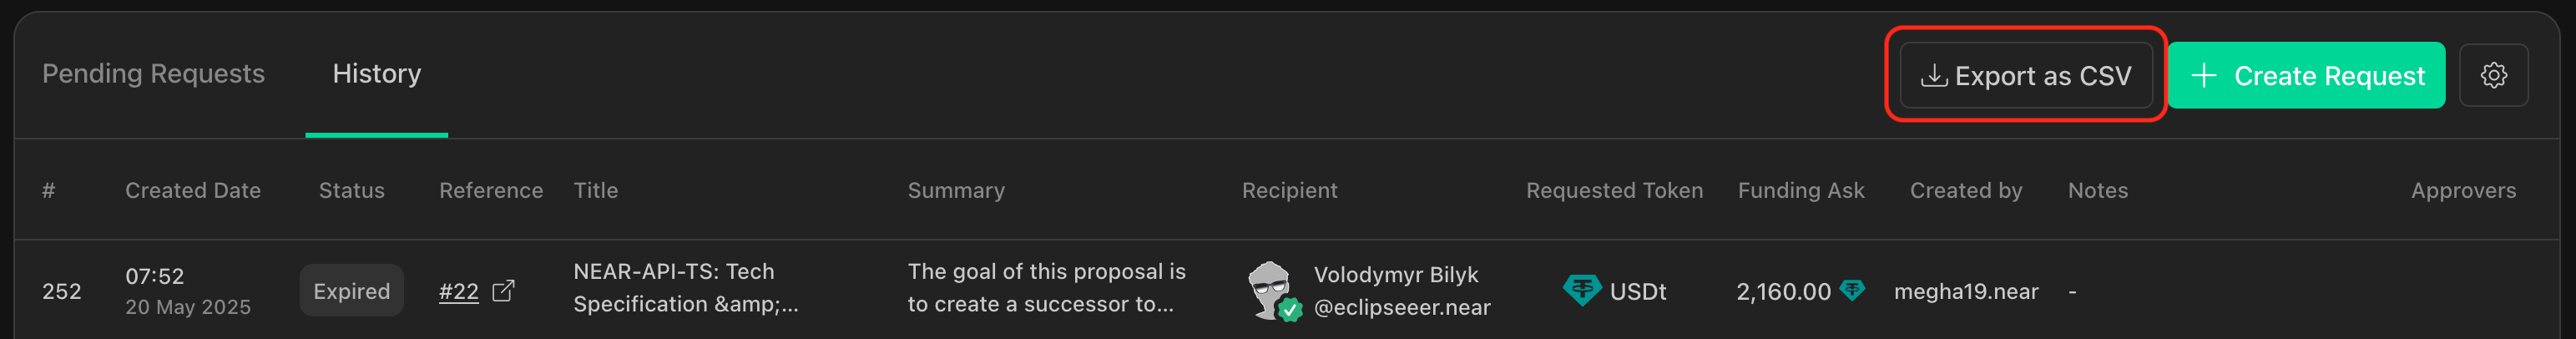 Pending Requests
History
Export as CSV
Create Request
# Created Date Status Reference Title Summary Recipient Requested Token Funding Ask Created by Notes Approvers
252
07:52
20 May 2025
Expired
#22
NEAR-API-TS: Tech
Specification &amp;...
The goal of this proposal is
to create a successor to...
Volodymyr Bilyk
@eclipseeer.near
USDt
2,160.00
megha19.near
-